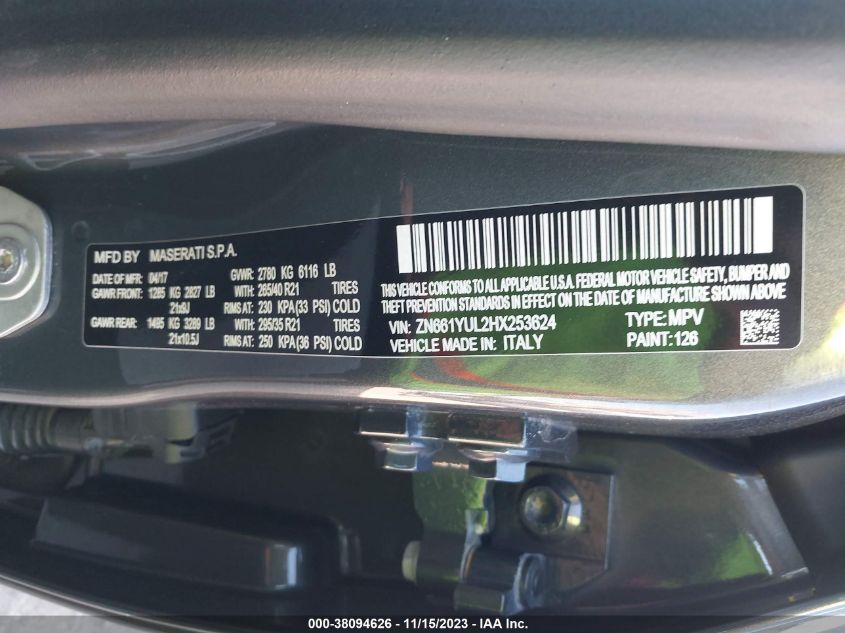 MFD BY MASERATI S.P.A.
DATE OF MFR: 04/17 GVWR: 2780 KG 6116 LB
GAWR FRONT: 1285 KG 2827 LB WITH: 265/40 R21 TIRES
21x9J RIMS AT: 230 KPA (33 PSI) COLD
GAWR REAR: 1495 KG 3289 LB WITH: 295/35 R21 TIRES
21x10.5J RIMS AT: 250 KPA (36 PSI) COLD
THIS VEHICLE CONFORMS TO ALL APPLICABLE U.S.A. FEDERAL MOTOR VEHICLE SAFETY, BUMPER AND
THEFT PREVENTION STANDARDS IN EFFECT ON THE DATE OF MANUFACTURE SHOWN ABOVE
VIN: ZN661YUL2HX253624 TYPE: MPV
VEHICLE MADE IN: ITALY PAINT: 126
000-38094626 - 11/15/2023 - IAA Inc.